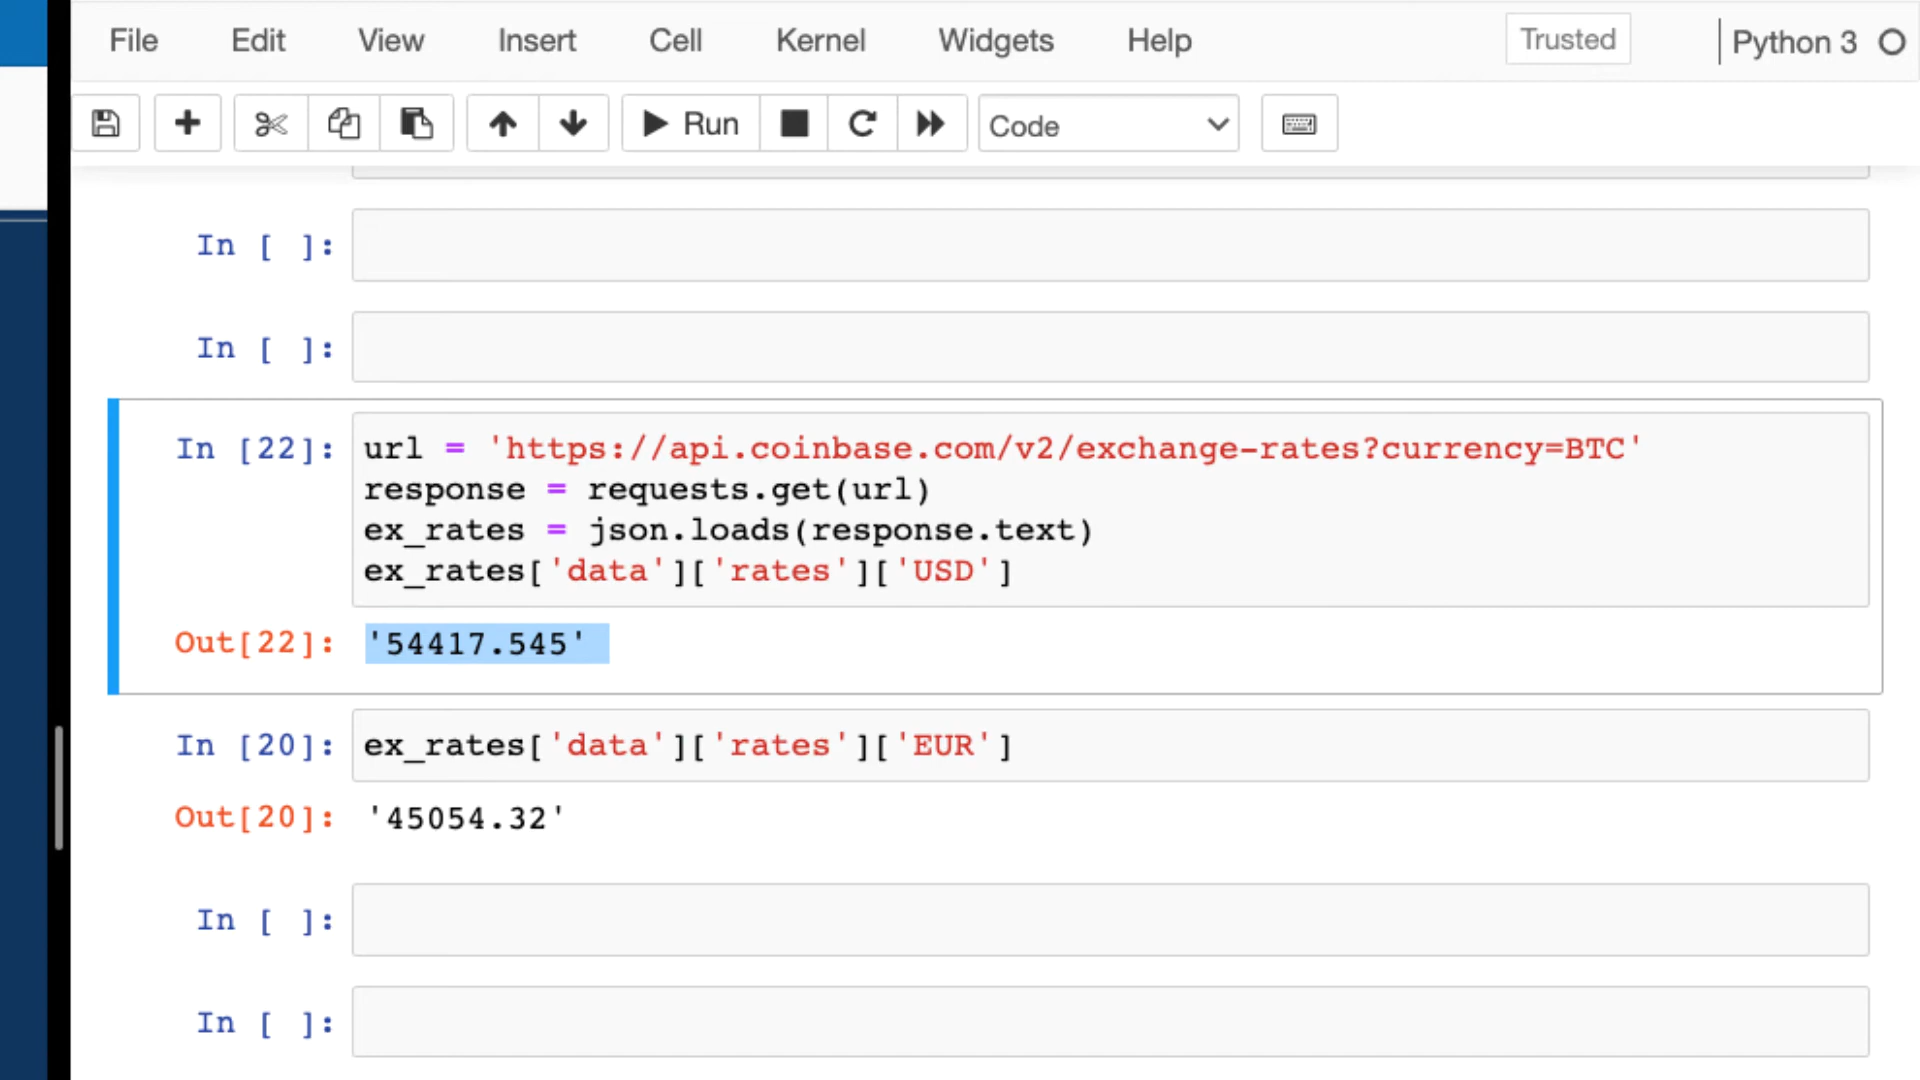 File Edit View Insert Cell Kernel Widgets Help Trusted Python 3
Run Code
In [ ]:
In [ ]:
In [22]: url = 'https://api.coinbase.com/v2/exchange-rates?currency=BTC'
response = requests.get(url)
ex_rates = json.loads(response.text)
ex_rates['data']['rates']['USD']
Out[22]: '54417.545'
In [20]: ex_rates['data']['rates']['EUR']
Out[20]: '45054.32'
In [ ]:
In [ ]: